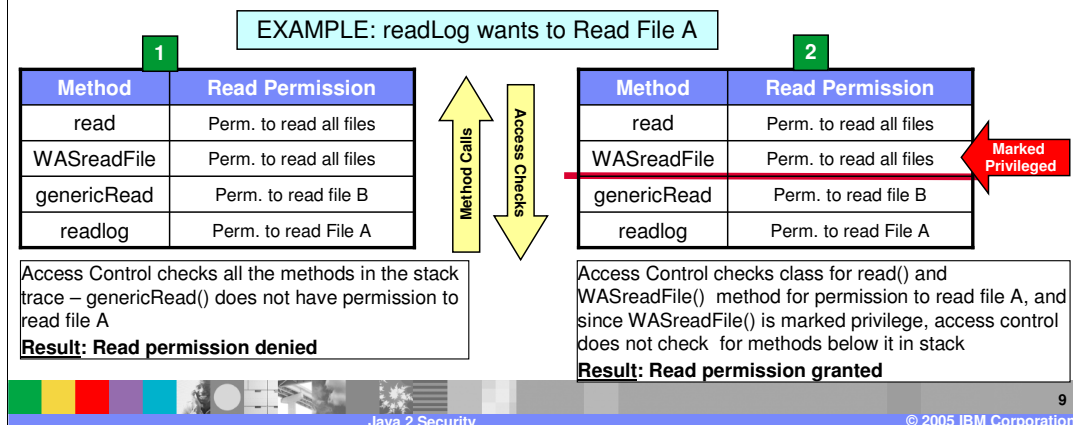 EXAMPLE: readLog wants to Read File A
1
Method Read Permission
read Perm. to read all files
WASreadFile Perm. to read all files
genericRead Perm. to read file B
readlog Perm. to read File A
Method Calls
Access Checks
2
Method Read Permission
read Perm. to read all files
WASreadFile Perm. to read all files
genericRead Perm. to read file B
readlog Perm. to read File A
Marked
Privileged
Access Control checks all the methods in the stack
trace – genericRead() does not have permission to
read file A
Result: Read permission denied
Access Control checks class for read() and
WASreadFile() method for permission to read file A, and
since WASreadFile() is marked privilege, access control
does not check for methods below it in stack
Result: Read permission granted
9
Java 2 Security
© 2005 IBM Corporation